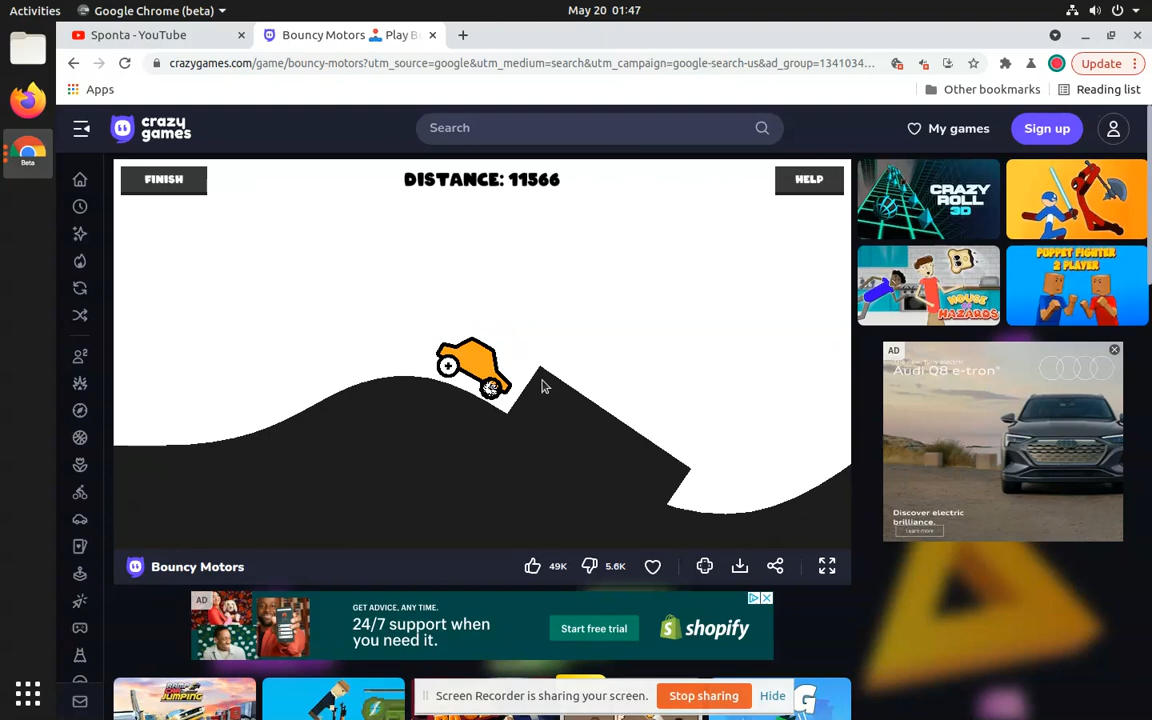 Activities
Google Chrome (beta)
May 20 01:47
Sponta - YouTube
Bouncy Motors 🕹️ Play B
crazygames.com/game/bouncy-motors?utm_source=google&utm_medium=search&utm_campaign=google-search-us&ad_group=1341034...
Update
Apps
Other bookmarks
Reading list
Beta
crazy games
Search
My games
Sign up
FINISH
DISTANCE: 11566
HELP
CRAZY ROLL 3D
HOUSE OF HAZARDS
PUPPET FIGHTER 2 PLAYER
AD
Audi Q8 e-tron
Discover electric
brilliance.
Learn more
Bouncy Motors
49K
5.6K
AD
GET ADVICE, ANY TIME.
24/7 support when
you need it.
Start free trial
shopify
Screen Recorder is sharing your screen.
Stop sharing
Hide